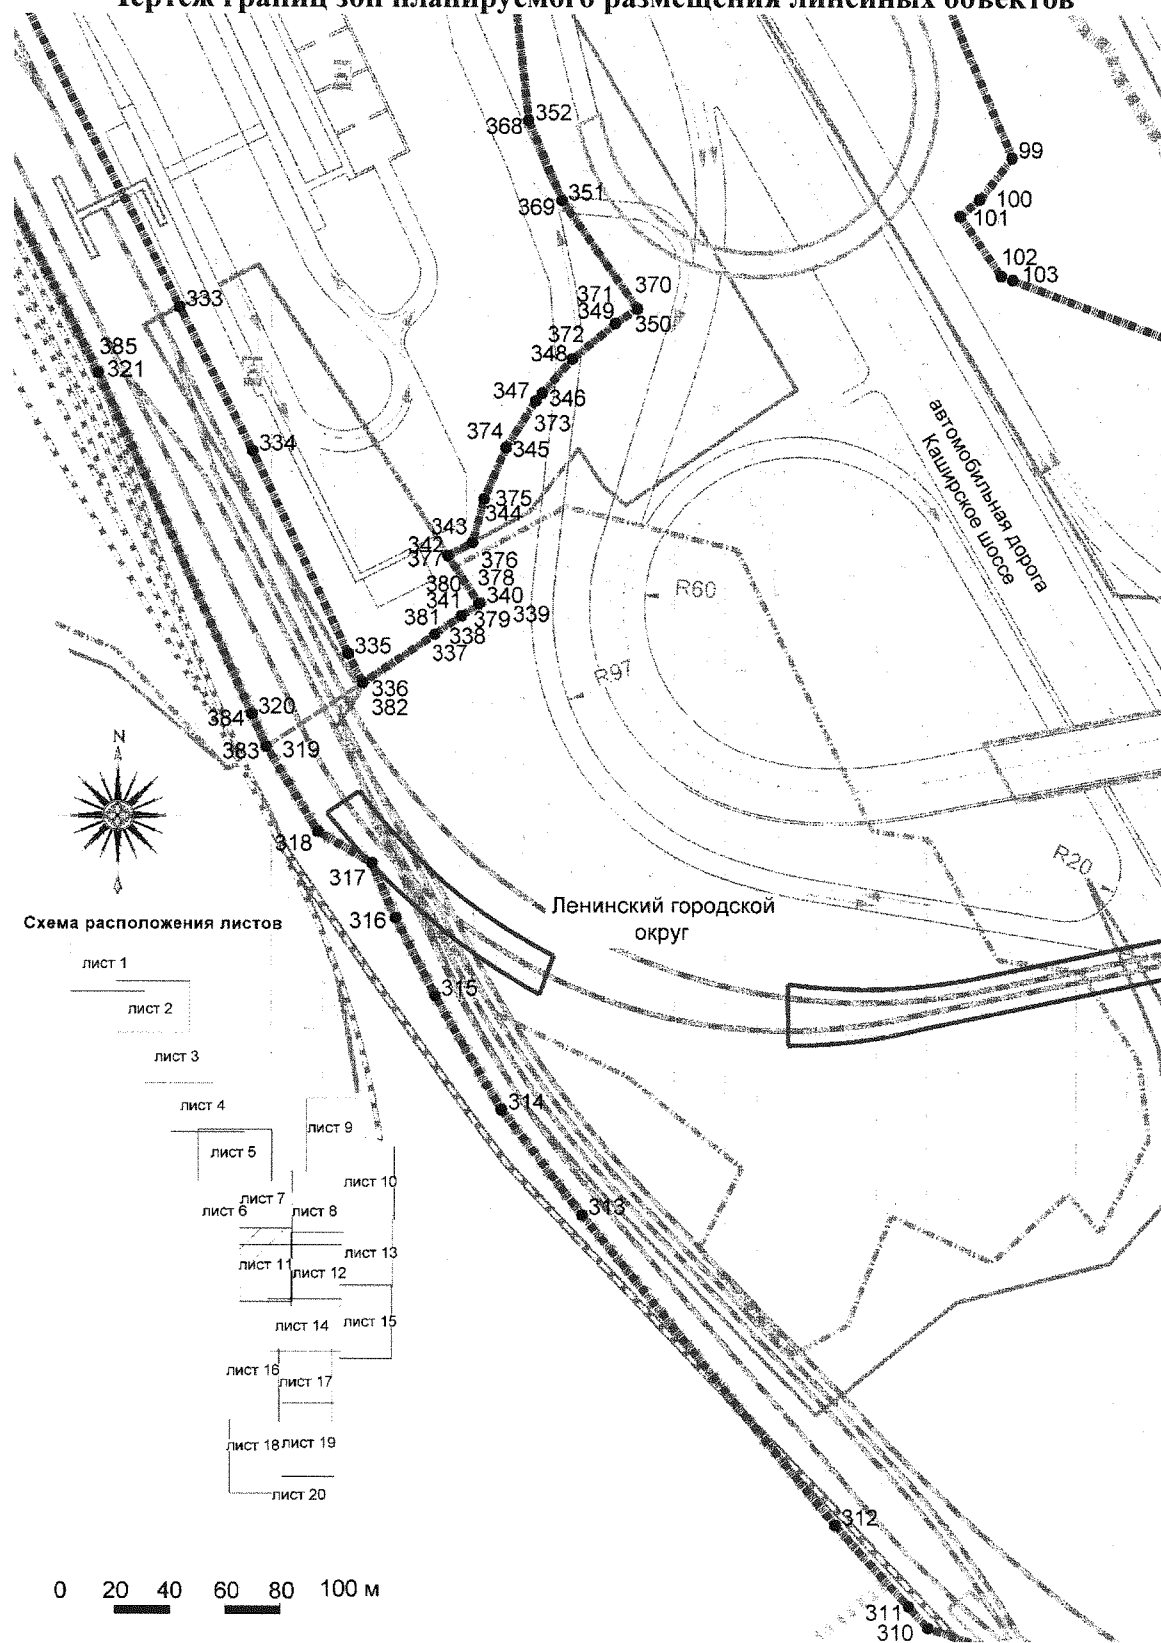 Чертеж границ зон планируемого размещения линейных объектов
352
368
99
351
369
100
101
102
103
333
370
371
349
350
372
348
385
321
347
346
373
автомобильная дорога
Каширское шоссе
374
345
334
375
344
343
342
377
376
378
380
340
341
379
339
381
338
337
R60
335
336
382
R97
320
384
383
319
N
318
317
R20
316
Ленинский городской
округ
Схема расположения листов
315
лист 1
лист 2
лист 3
лист 4
314
лист 9
лист 5
лист 10
лист 7
лист 6
лист 8
313
лист 13
лист 11
лист 12
лист 14
лист 15
лист 16
лист 17
лист 18
лист 19
лист 20
312
0 20 40 60 80 100 м
311
310